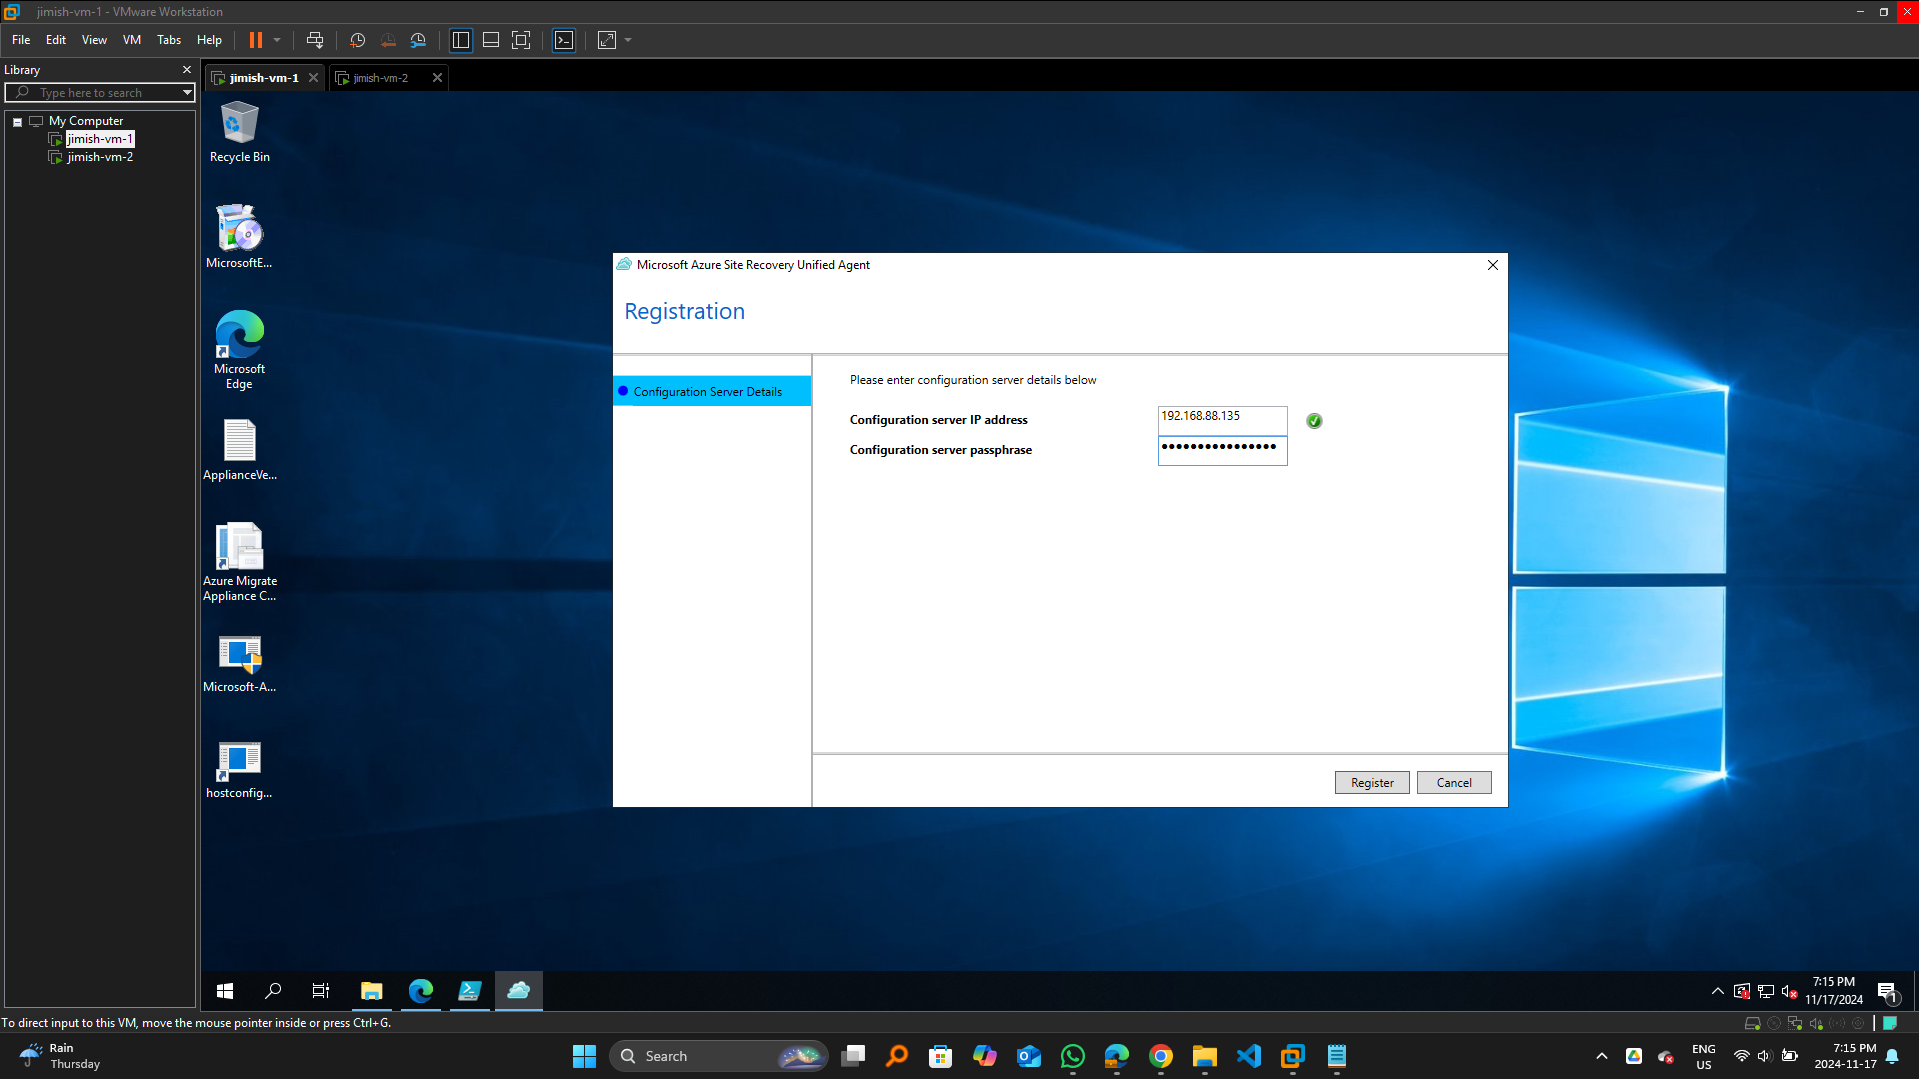 jimish-vm-1 - VMware Workstation
File Edit View VM Tabs Help
Library
Type here to search
My Computer
jimish-vm-1
jimish-vm-2
jimish-vm-1
jimish-vm-2
Recycle Bin
MicrosoftE...
Microsoft
Edge
ApplianceVe...
Azure Migrate
Appliance C...
Microsoft-A...
hostconfig...
Microsoft Azure Site Recovery Unified Agent
Registration
Configuration Server Details
Please enter configuration server details below
Configuration server IP address
192.168.88.135
Configuration server passphrase
••••••••••••••••
Register
Cancel
7:15 PM
11/17/2024
1
To direct input to this VM, move the mouse pointer inside or press Ctrl+G.
Rain
Thursday
Search
ENG
US
7:15 PM
2024-11-17